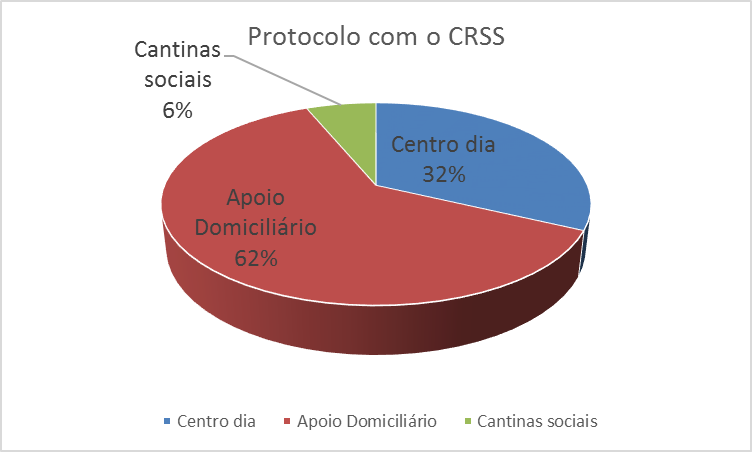 Protocolo com o CRSS
Cantinas
sociais
6%
Centro dia
32%
Apoio
Domiciliário
62%
Centro dia
Apoio Domiciliário
Cantinas sociais